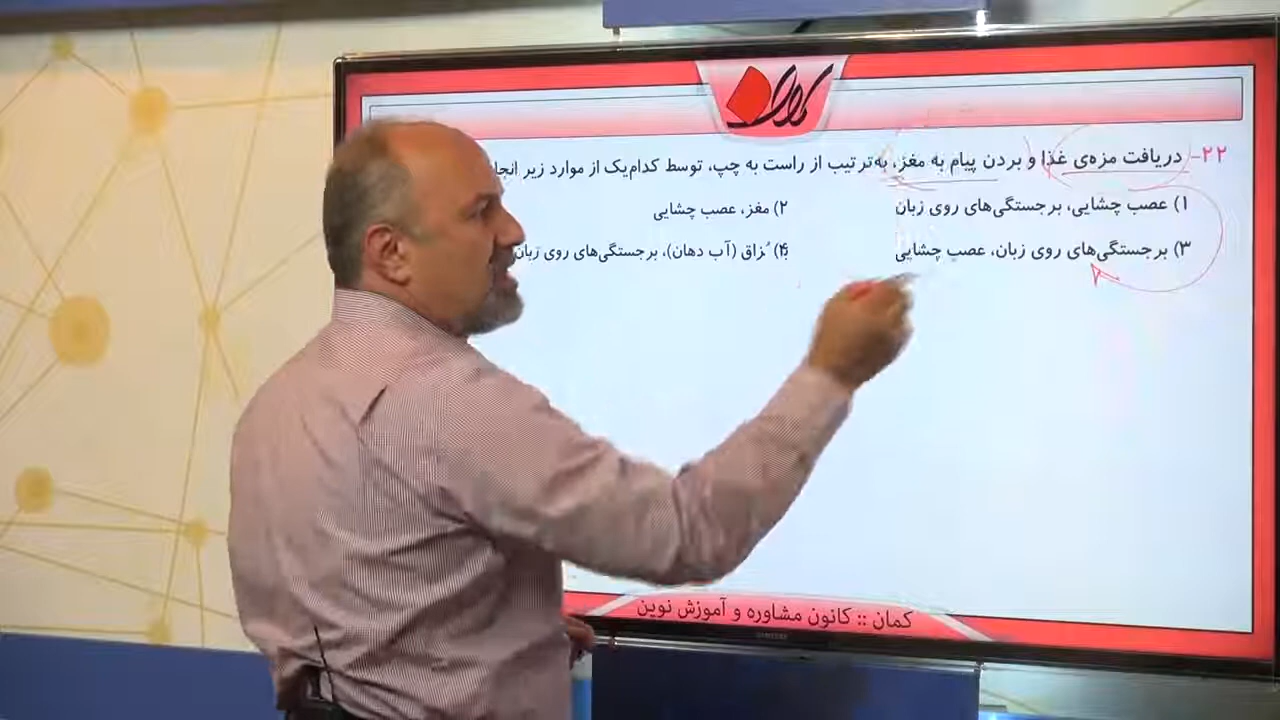 کمان
۲۲- دریافت مزه‌ی غذا و بردن پیام به مغز، به‌ترتیب از راست به چپ، توسط کدام‌یک از موارد زیر
۱) عصب چشایی، برجستگی‌های روی زبان
۲) مغز، عصب چشایی
۳) برجستگی‌های روی زبان، عصب چشایی
۴) بُزاق (آب دهان)، برجستگی‌های روی زبان
کمان :: کانون مشاوره و آموزش نوین
SAMSUNG